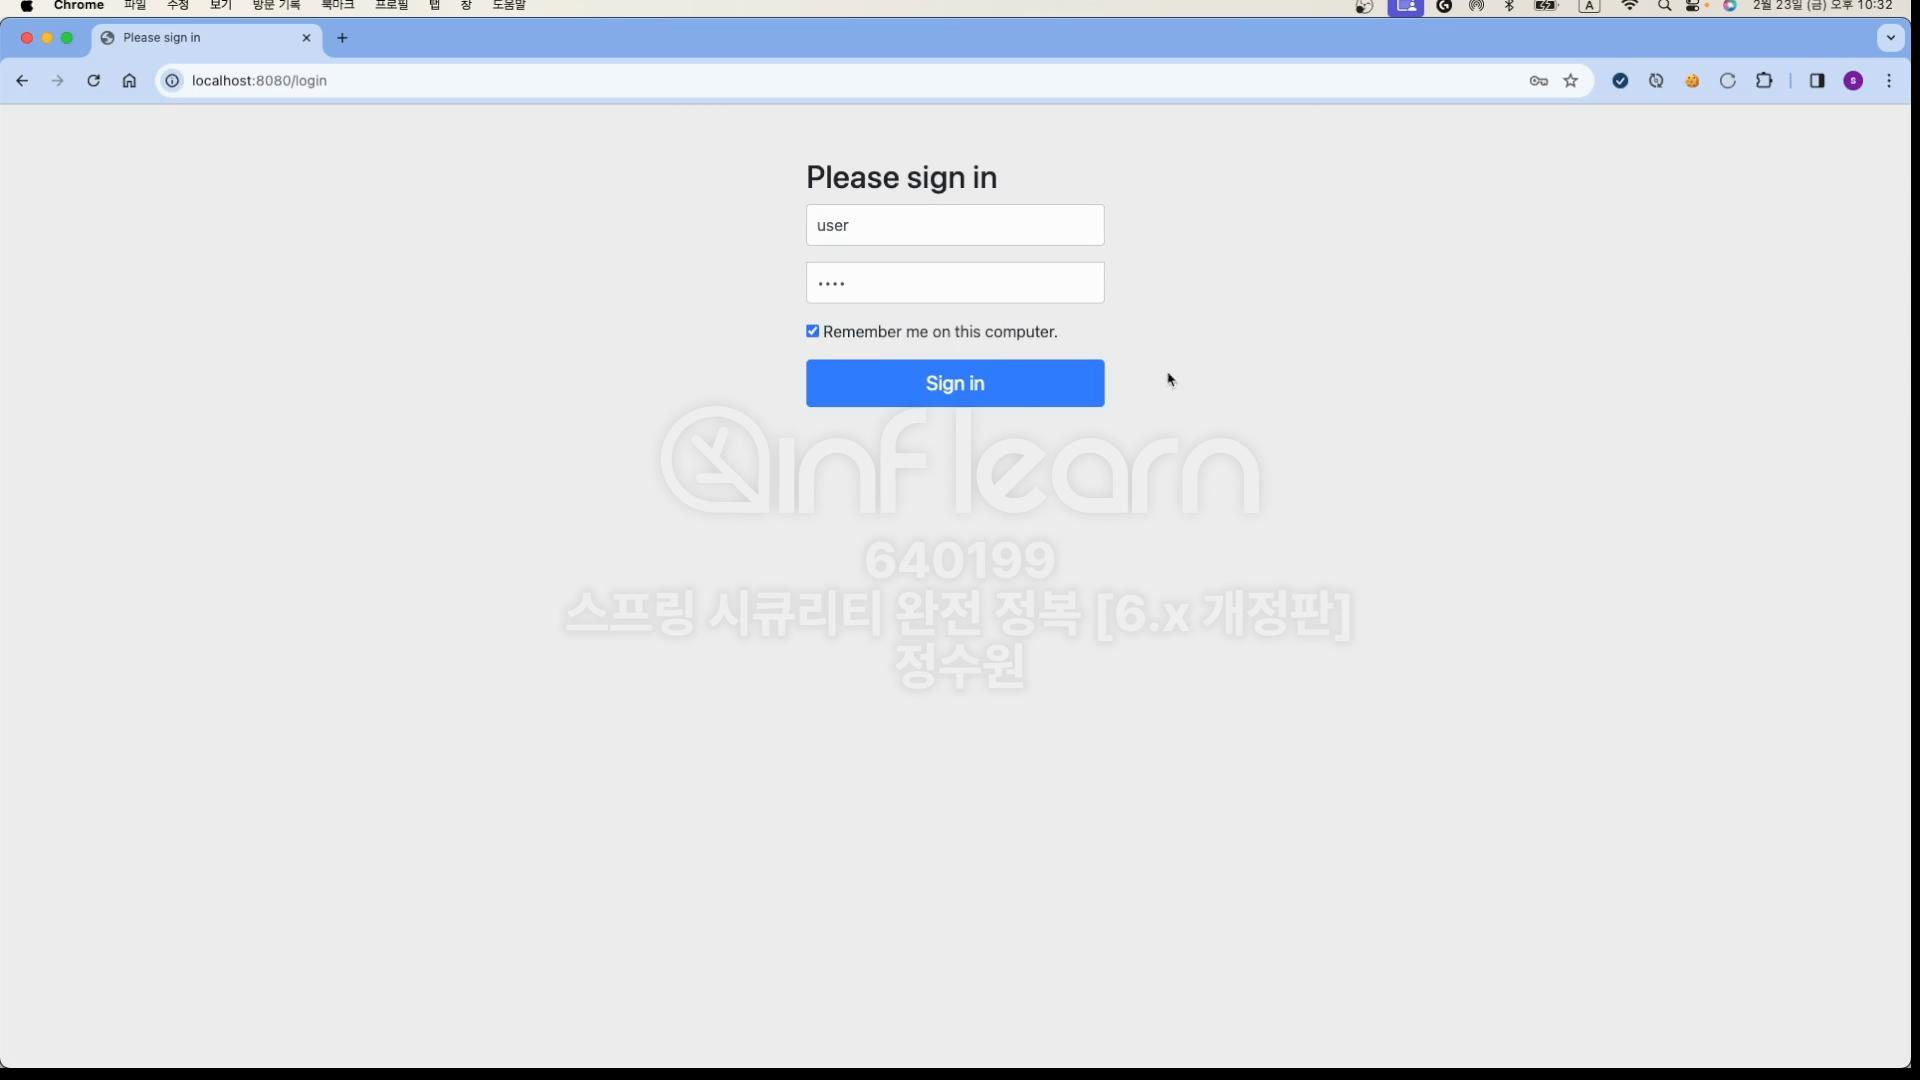 Chrome 파일 수정 보기 방문 기록 북마크 프로필 탭 창 도움말 A 2월 23일 (금) 오후 10:32
Please sign in
localhost:8080/login
S
Please sign in
user
Remember me on this computer.
Sign in
inflearn
640199
스프링 시큐리티 완전 정복 [6.x 개정판]
정수원